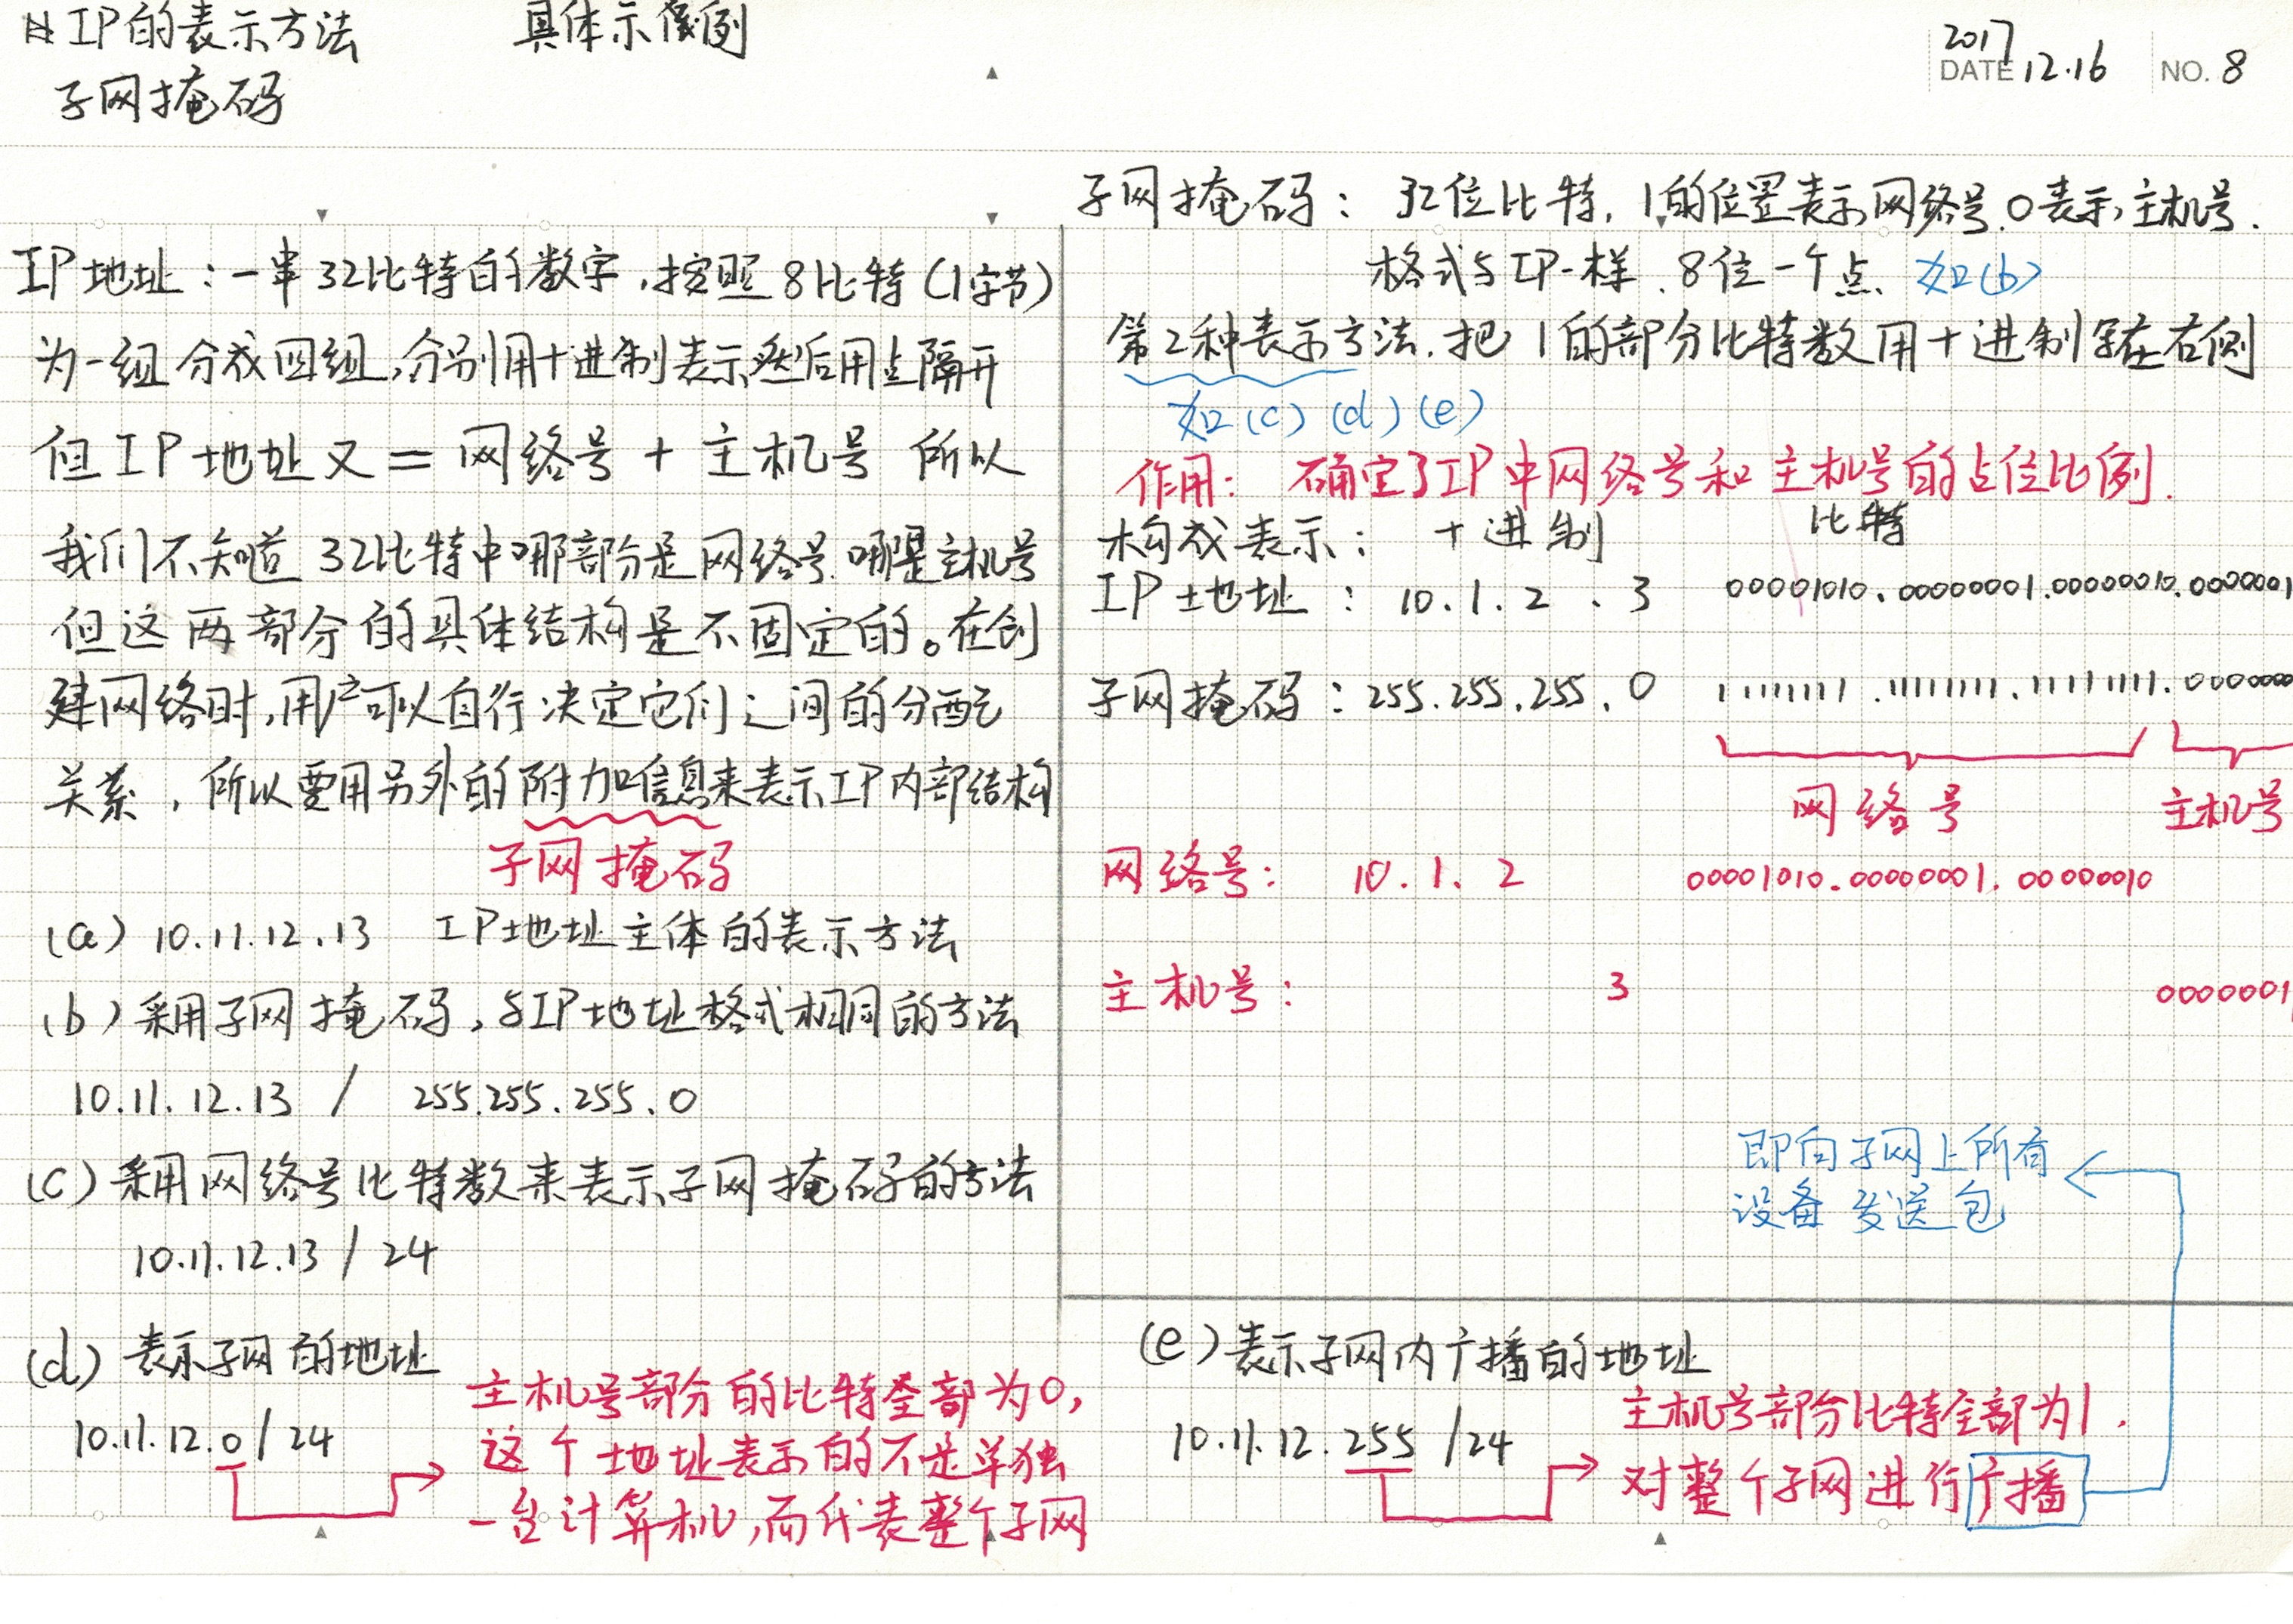 IP的表示方法
具体示例
子网掩码
2017
DATE 12.16
NO. 8
IP地址：一串32比特的数字，按照8比特（1字节）
为一组分成四组，分别用十进制表示然后用点隔开
但IP地址又＝网络号＋主机号 所以
我们不知道32比特中哪部分是网络号.哪是主机号
但这两部分的具体结构是不固定的。在创
建网络时，用户可以自行决定它们之间的分配
关系，所以要用另外的附加信息来表示IP内部结构
子网掩码
(a) 10.11.12.13 IP地址主体的表示方法
(b) 采用子网掩码，与IP地址格式相同的方法
10.11.12.13 / 255.255.255.0
(c) 采用网络号比特数来表示子网掩码的方法
10.11.12.13 / 24
(d) 表示子网的地址
10.11.12.0 / 24
主机号部分的比特全部为0，
这个地址表示的不是单独
一台计算机，而代表整个子网
子网掩码： 32位比特，1的位置表示网络号.0表示主机号.
格式与IP一样.8位一个点 如(b)
第2种表示方法.把1的部分比特数用十进制写在右侧
如(c)(d)(e)
作用： 确定了IP中网络号和主机号的占位比例.
构成表示： 十进制 比特
IP地址： 10.1.2.3 00001010.00000001.00000010.0000001
子网掩码：255.255.255.0 11111111.11111111.11111111.0000000
网络号 主机号
网络号： 10.1.2 00001010.00000001.00000010
主机号： 3 0000001
即向子网上所有
设备发送包
(e) 表示子网内广播的地址
10.11.12.255 /24
主机号部分比特全部为1.
对整个子网进行广播